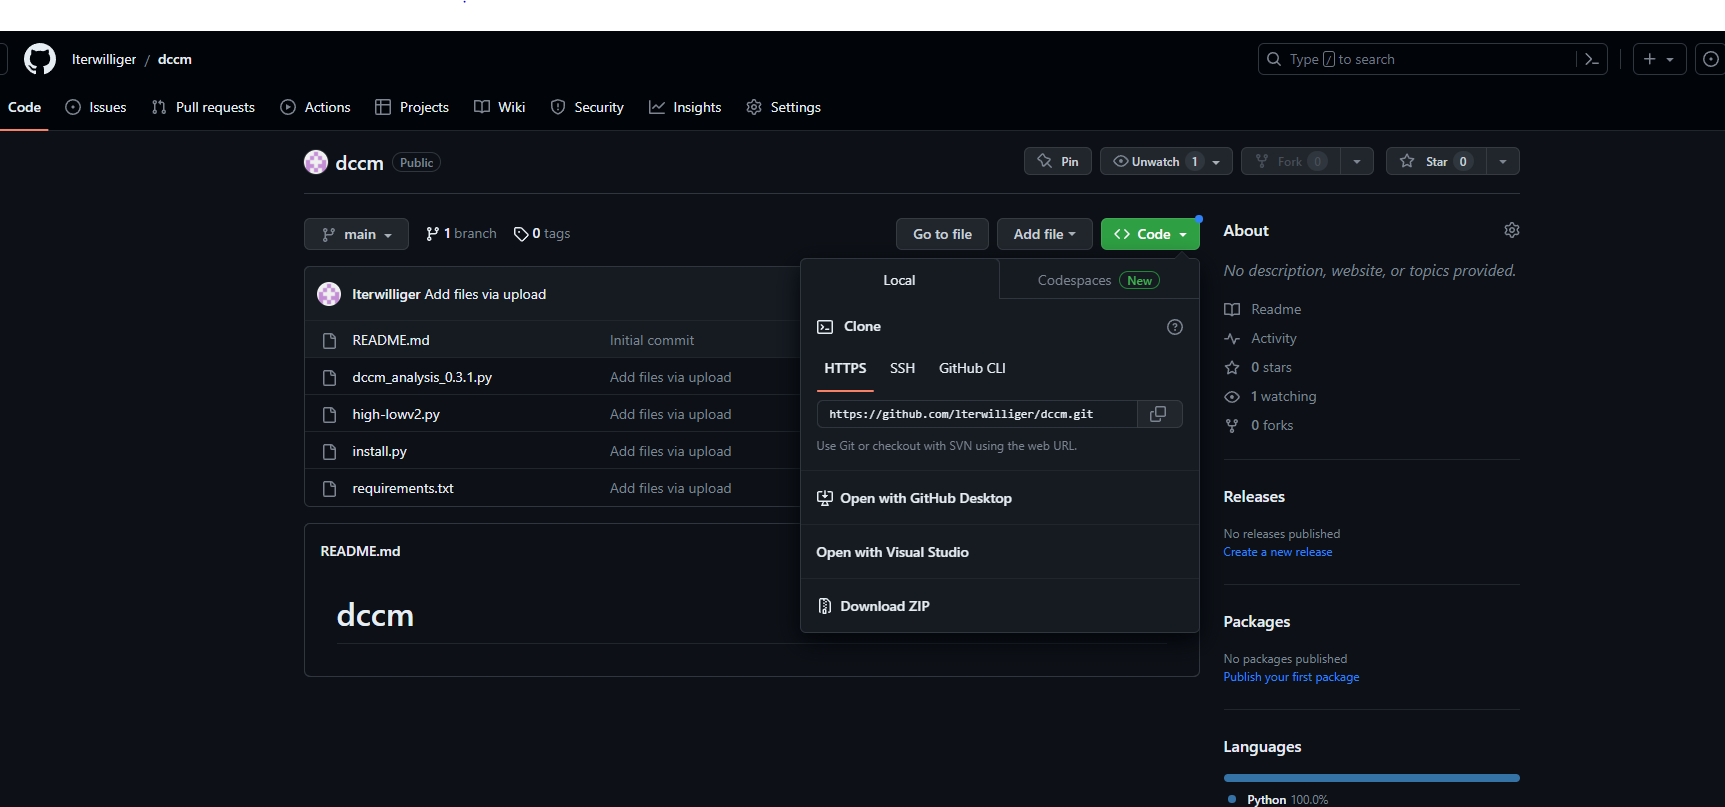 lterwilliger / dccm
Type / to search
Code
Issues
Pull requests
Actions
Projects
Wiki
Security
Insights
Settings
dccm Public
Pin
Unwatch 1
Fork 0
Star 0
main
1 branch
0 tags
Go to file
Add file
Code
lterwilliger Add files via upload
README.md Initial commit
dccm_analysis_0.3.1.py Add files via upload
high-lowv2.py Add files via upload
install.py Add files via upload
requirements.txt Add files via upload
README.md
dccm
Local
Codespaces New
Clone
HTTPS
SSH
GitHub CLI
https://github.com/lterwilliger/dccm.git
Use Git or checkout with SVN using the web URL.
Open with GitHub Desktop
Open with Visual Studio
Download ZIP
About
No description, website, or topics provided.
Readme
Activity
0 stars
1 watching
0 forks
Releases
No releases published
Create a new release
Packages
No packages published
Publish your first package
Languages
Python 100.0%